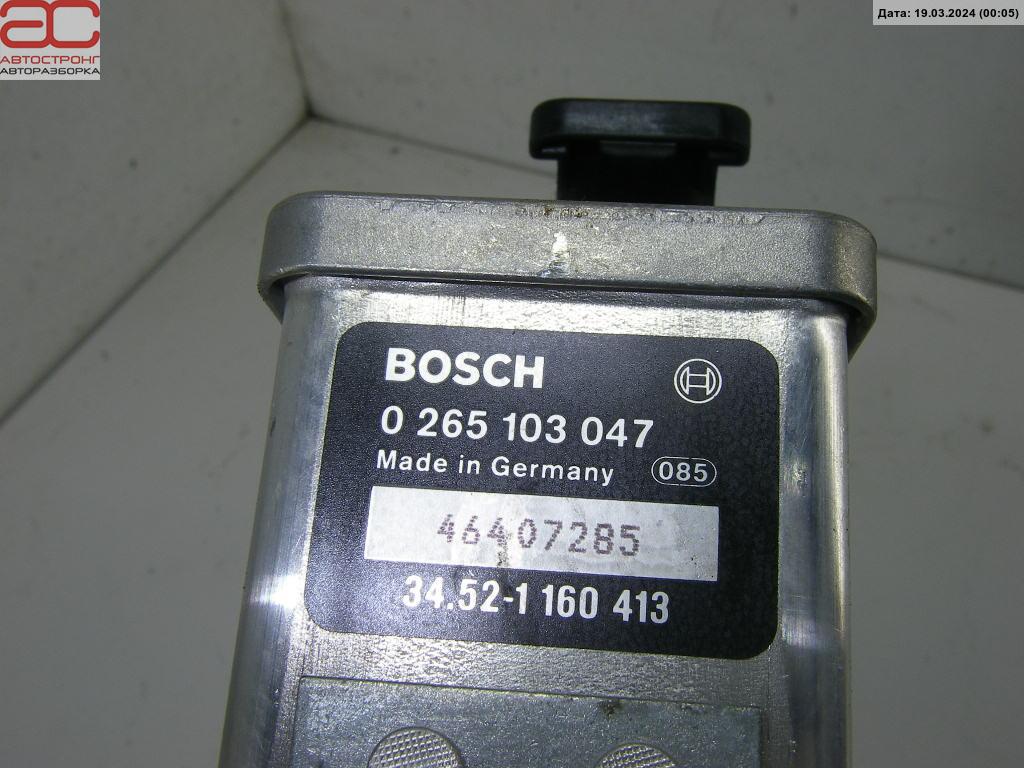 АС
АВТОСТРОНГ
АВТОРАЗБОРКА
Дата: 19.03.2024 (00:05)
BOSCH
0 265 103 047
Made in Germany 085
46407285
34.52-1 160 413